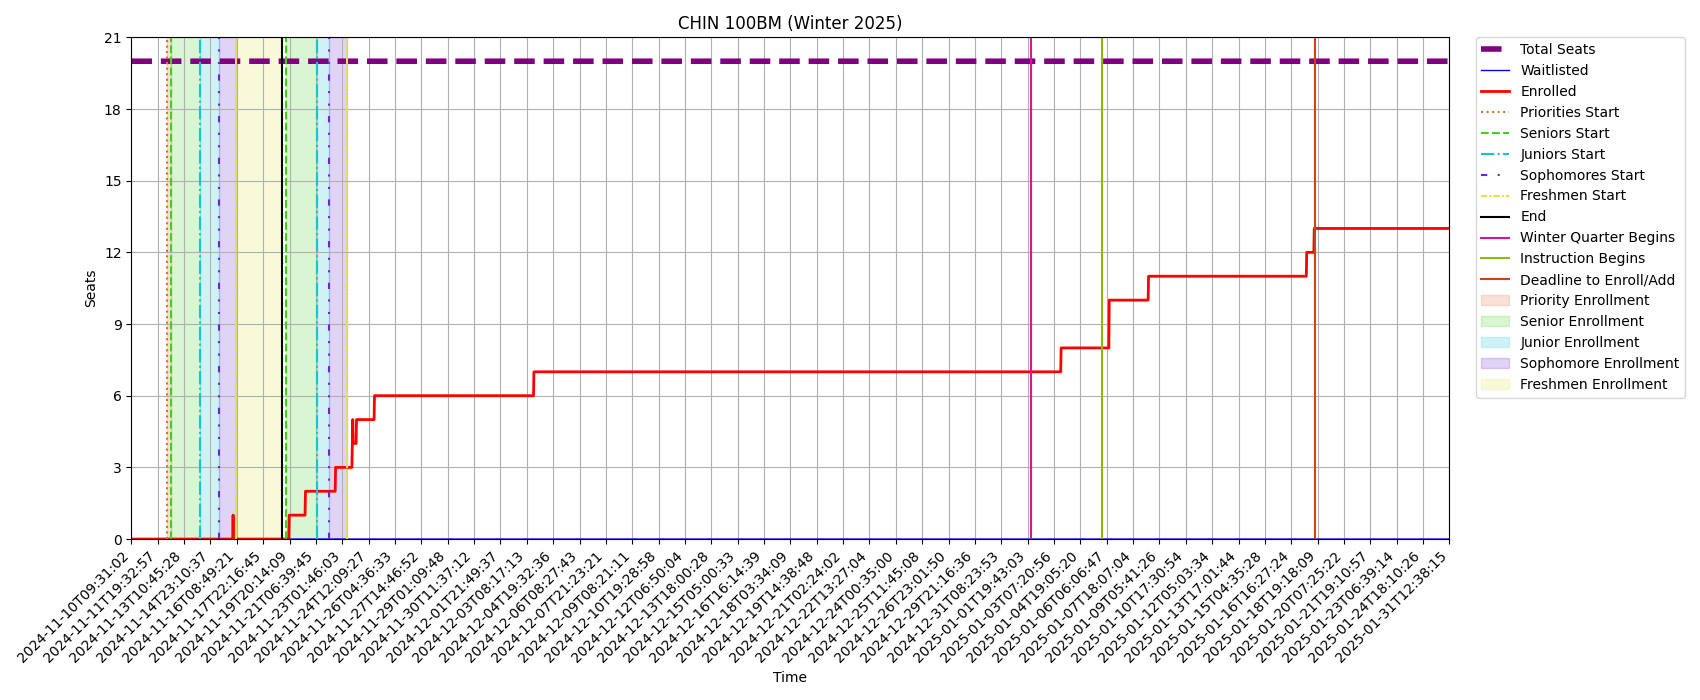 CHIN 100BM (Winter 2025)
21
18
15
12
9
6
3
0
Seats
2024-11-10T09:31:02
2024-11-11T19:32:57
2024-11-13T10:45:28
2024-11-14T23:10:37
2024-11-16T08:49:21
2024-11-17T22:16:45
2024-11-19T20:14:09
2024-11-21T06:39:45
2024-11-23T01:46:03
2024-11-24T12:09:27
2024-11-26T04:36:33
2024-11-27T14:46:52
2024-11-29T01:09:48
2024-11-30T11:37:12
2024-12-01T21:49:37
2024-12-03T08:17:13
2024-12-04T19:32:36
2024-12-06T08:27:43
2024-12-07T21:23:21
2024-12-09T08:21:11
2024-12-10T19:28:58
2024-12-12T06:50:04
2024-12-13T18:00:28
2024-12-15T05:00:33
2024-12-16T16:14:39
2024-12-18T03:34:09
2024-12-19T14:38:48
2024-12-21T02:24:02
2024-12-22T13:27:04
2024-12-24T00:35:00
2024-12-25T11:45:08
2024-12-26T23:01:50
2024-12-29T21:16:36
2024-12-31T08:23:53
2025-01-01T19:43:03
2025-01-03T07:20:56
2025-01-04T19:05:20
2025-01-06T06:06:47
2025-01-07T18:07:04
2025-01-09T05:41:26
2025-01-10T17:30:54
2025-01-12T05:03:34
2025-01-13T17:01:44
2025-01-15T04:35:28
2025-01-16T16:27:24
2025-01-18T19:18:09
2025-01-20T07:25:22
2025-01-21T19:10:57
2025-01-23T06:39:14
2025-01-24T18:10:26
2025-01-31T12:38:15
Time
Total Seats
Waitlisted
Enrolled
Priorities Start
Seniors Start
Juniors Start
Sophomores Start
Freshmen Start
End
Winter Quarter Begins
Instruction Begins
Deadline to Enroll/Add
Priority Enrollment
Senior Enrollment
Junior Enrollment
Sophomore Enrollment
Freshmen Enrollment